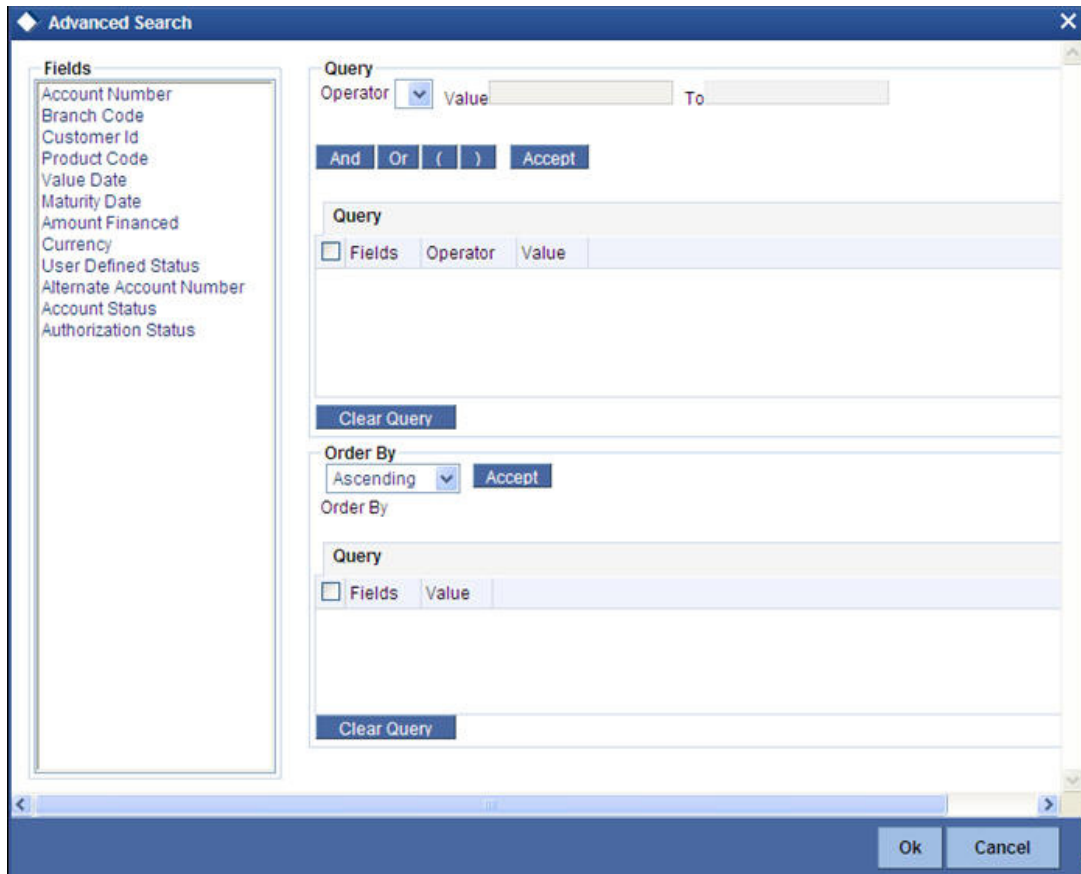 Advanced Search
Fields
Account Number
Branch Code
Customer Id
Product Code
Value Date
Maturity Date
Amount Financed
Currency
User Defined Status
Alternate Account Number
Account Status
Authorization Status
Query
Operator Value To
And Or ( ) Accept
Query
Fields Operator Value
Clear Query
Order By
Ascending Accept
Order By
Query
Fields Value
Clear Query
Ok Cancel